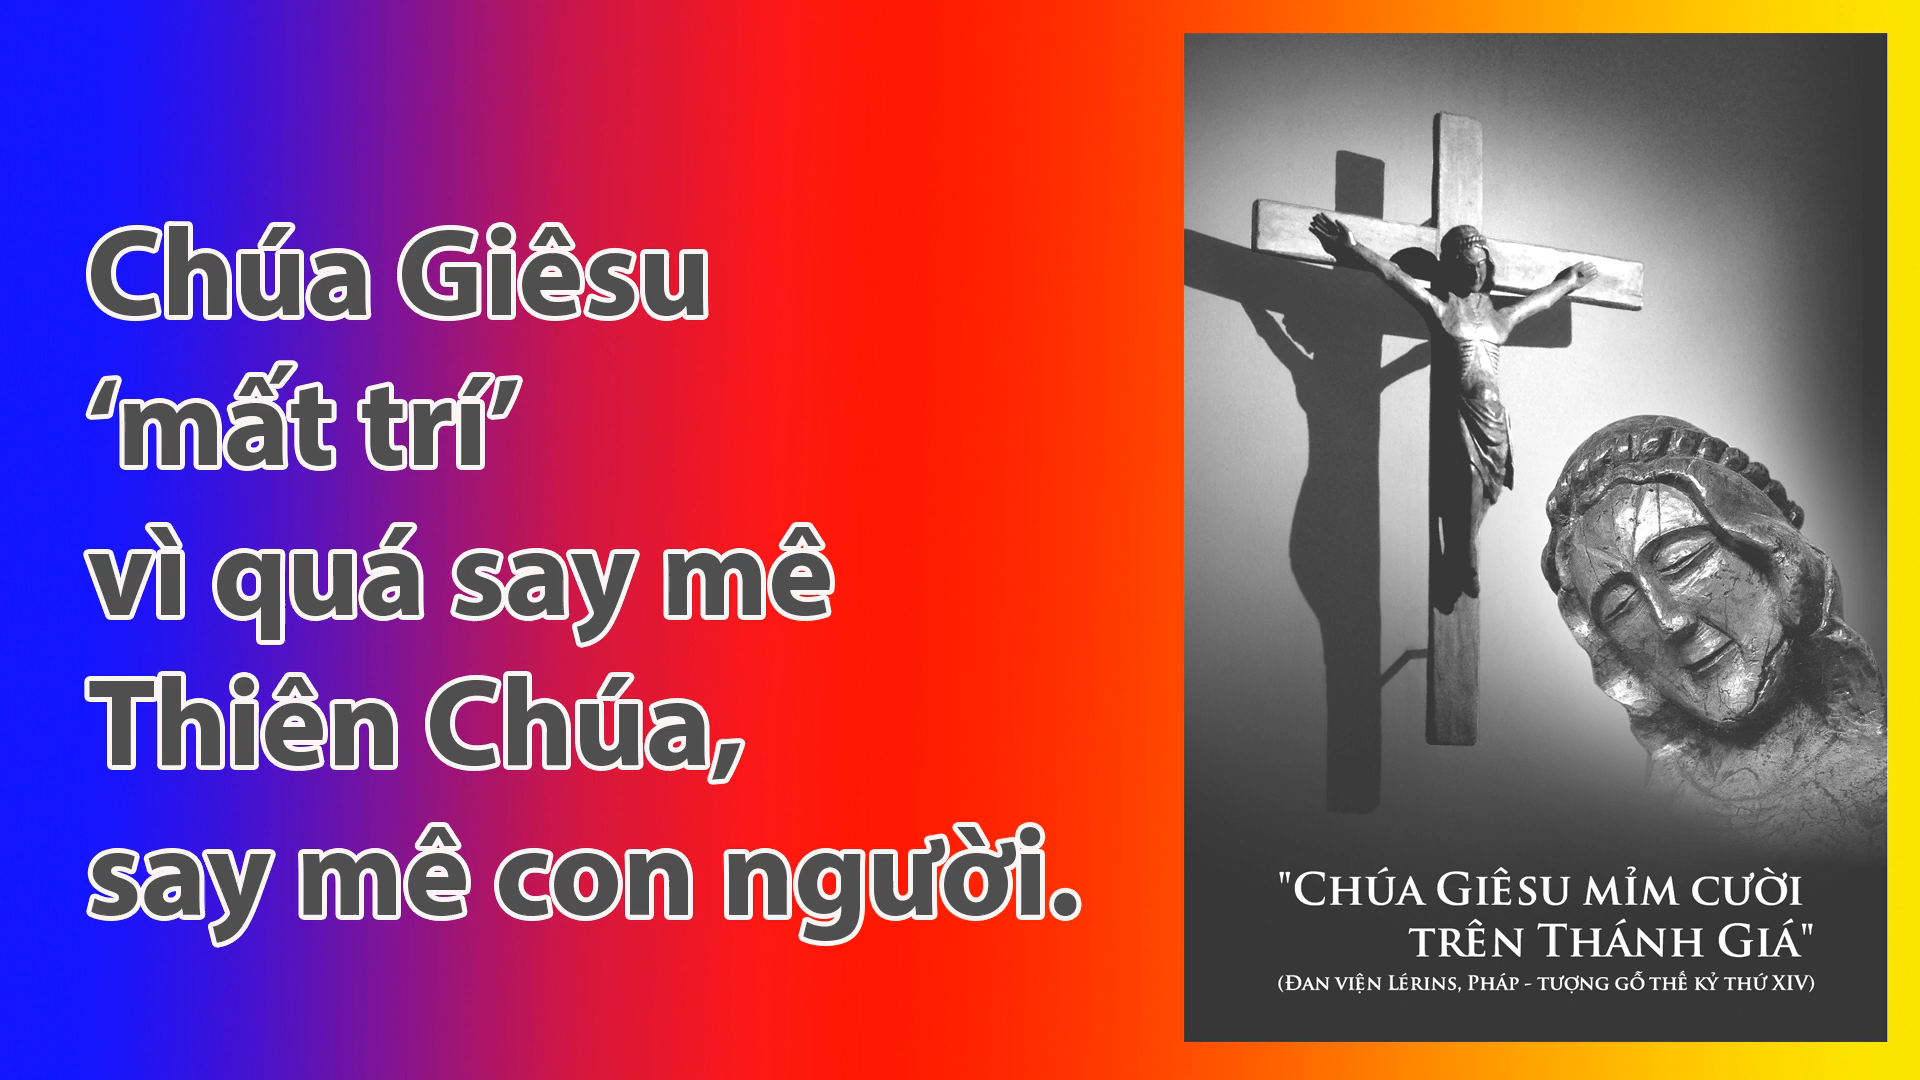 Chúa Giêsu
‘mất trí’
vì quá say mê
Thiên Chúa,
say mê con người.
"Chúa Giêsu mỉm cười
trên Thánh Giá"
(Đan viện Lérins, Pháp - tượng gỗ thế kỷ thứ XIV)